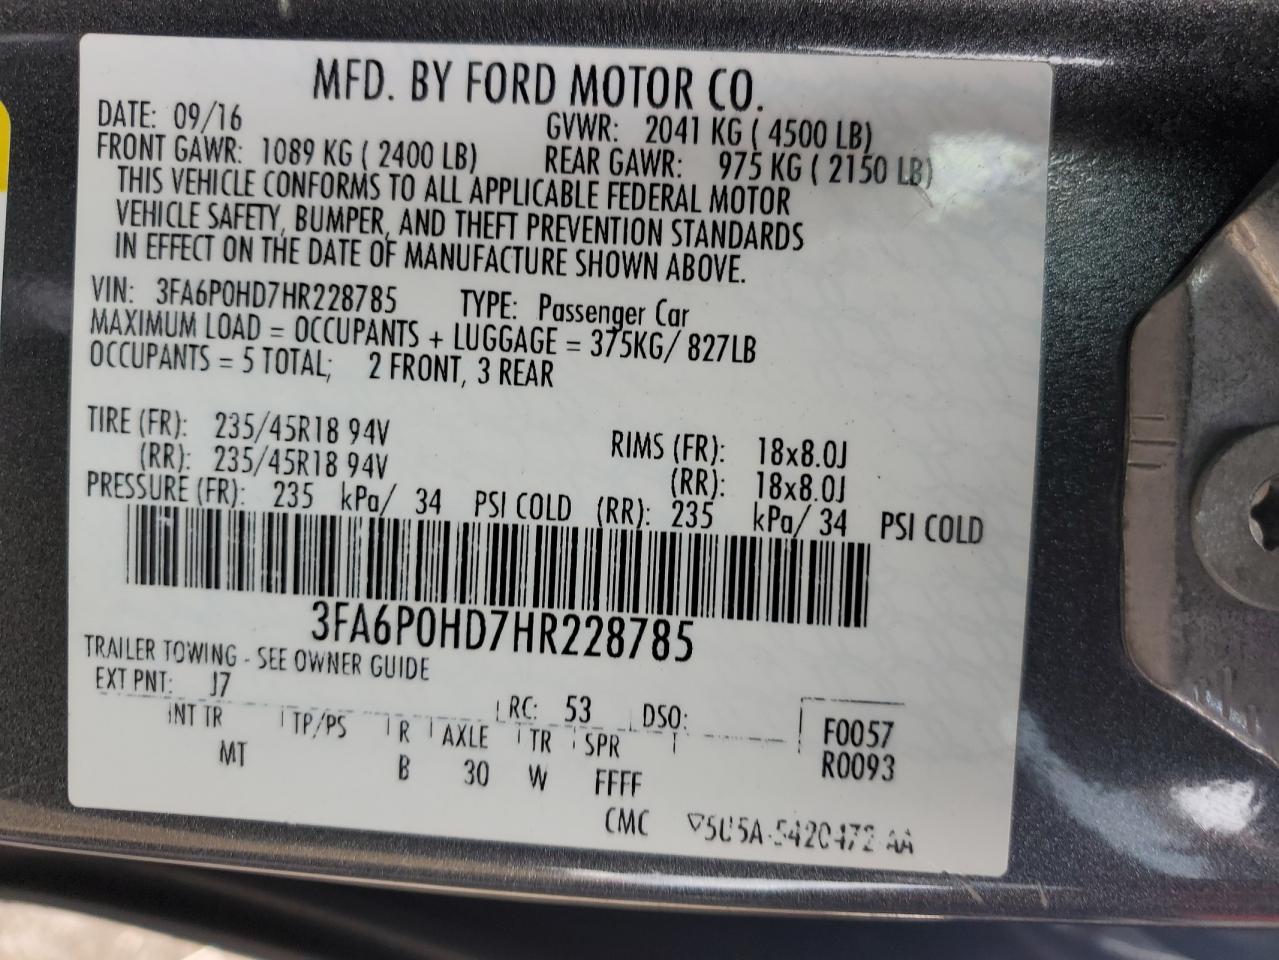 MFD. BY FORD MOTOR CO.
DATE: 09/16 GVWR: 2041 KG ( 4500 LB)
FRONT GAWR: 1089 KG ( 2400 LB) REAR GAWR: 975 KG ( 2150 LB)
THIS VEHICLE CONFORMS TO ALL APPLICABLE FEDERAL MOTOR
VEHICLE SAFETY, BUMPER, AND THEFT PREVENTION STANDARDS
IN EFFECT ON THE DATE OF MANUFACTURE SHOWN ABOVE.
VIN: 3FA6P0HD7HR228785 TYPE: Passenger Car
MAXIMUM LOAD = OCCUPANTS + LUGGAGE = 375KG/ 827LB
OCCUPANTS = 5 TOTAL; 2 FRONT, 3 REAR
TIRE (FR): 235/45R18 94V RIMS (FR): 18x8.0J
(RR): 235/45R18 94V (RR): 18x8.0J
PRESSURE (FR): 235 kPa/ 34 PSI COLD (RR): 235 kPa/ 34 PSI COLD
3FA6P0HD7HR228785
TRAILER TOWING - SEE OWNER GUIDE
EXT PNT: J7 RC: 53 DSO: F0057
INT TR TP/PS R AXLE TR SPR R0093
MT B 30 W FFFF
CMC